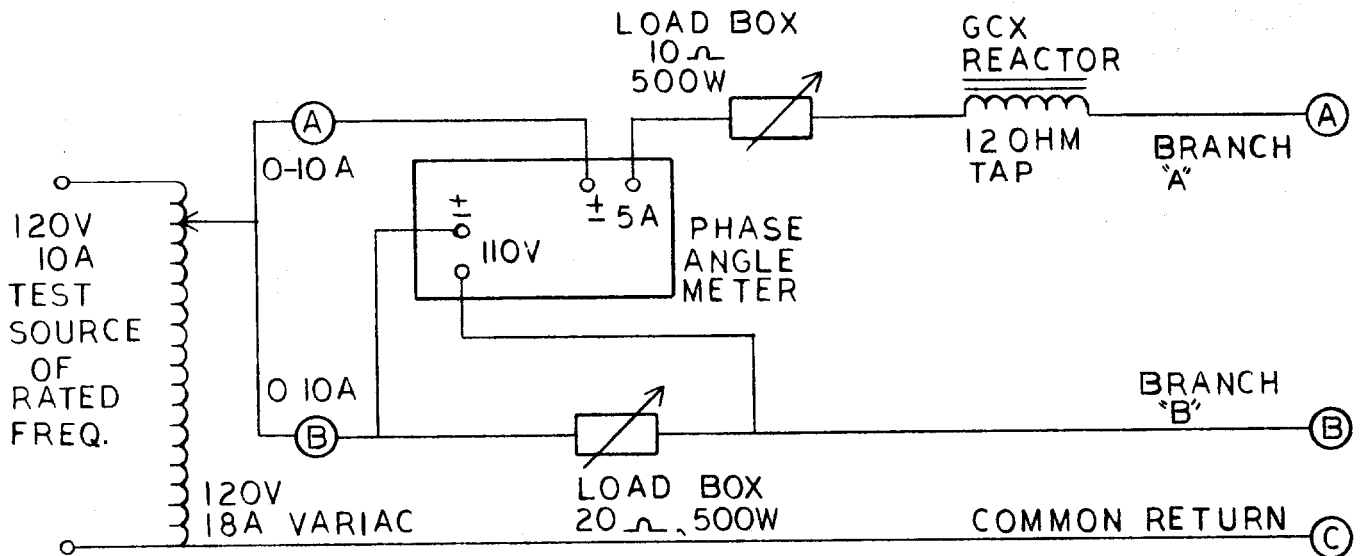 LOAD BOX
10 Ω
500W
GCX
REACTOR
A
0-10A
12 OHM
TAP
BRANCH
"A"
A
120V
10A
TEST
SOURCE
OF
RATED
FREQ.
±
110V
± 5A
PHASE
ANGLE
METER
0 10A
B
BRANCH
"B"
B
120V
18A VARIAC
LOAD BOX
20 Ω, 500W
COMMON RETURN
C